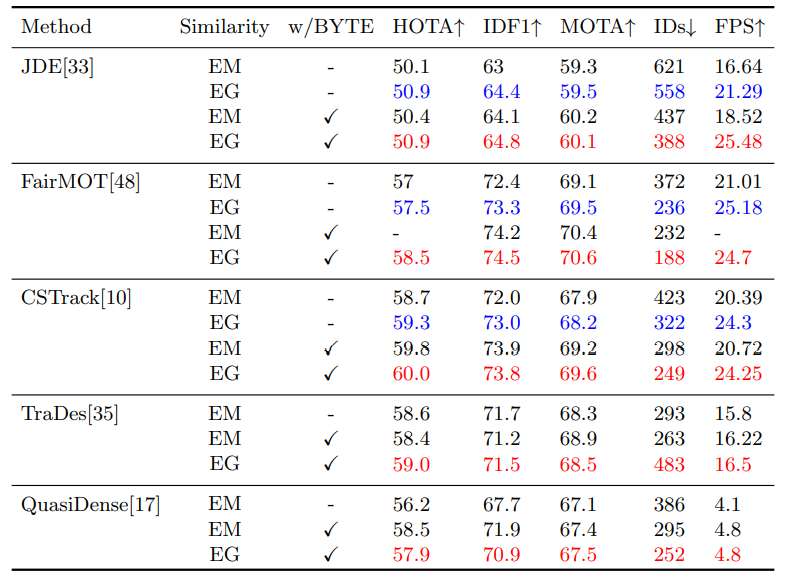 Method Similarity w/BYTE HOTA↑ IDF1↑ MOTA↑ IDs↓ FPS↑
JDE[33] EM - 50.1 63 59.3 621 16.64
EG - 50.9 64.4 59.5 558 21.29
EM ✓ 50.4 64.1 60.2 437 18.52
EG ✓ 50.9 64.8 60.1 388 25.48
FairMOT[48] EM - 57 72.4 69.1 372 21.01
EG - 57.5 73.3 69.5 236 25.18
EM ✓ - 74.2 70.4 232 -
EG ✓ 58.5 74.5 70.6 188 24.7
CSTrack[10] EM - 58.7 72.0 67.9 423 20.39
EG - 59.3 73.0 68.2 322 24.3
EM ✓ 59.8 73.9 69.2 298 20.72
EG ✓ 60.0 73.8 69.6 249 24.25
TraDes[35] EM - 58.6 71.7 68.3 293 15.8
EM ✓ 58.4 71.2 68.9 263 16.22
EG ✓ 59.0 71.5 68.5 483 16.5
QuasiDense[17] EM - 56.2 67.7 67.1 386 4.1
EM ✓ 58.5 71.9 67.4 295 4.8
EG ✓ 57.9 70.9 67.5 252 4.8